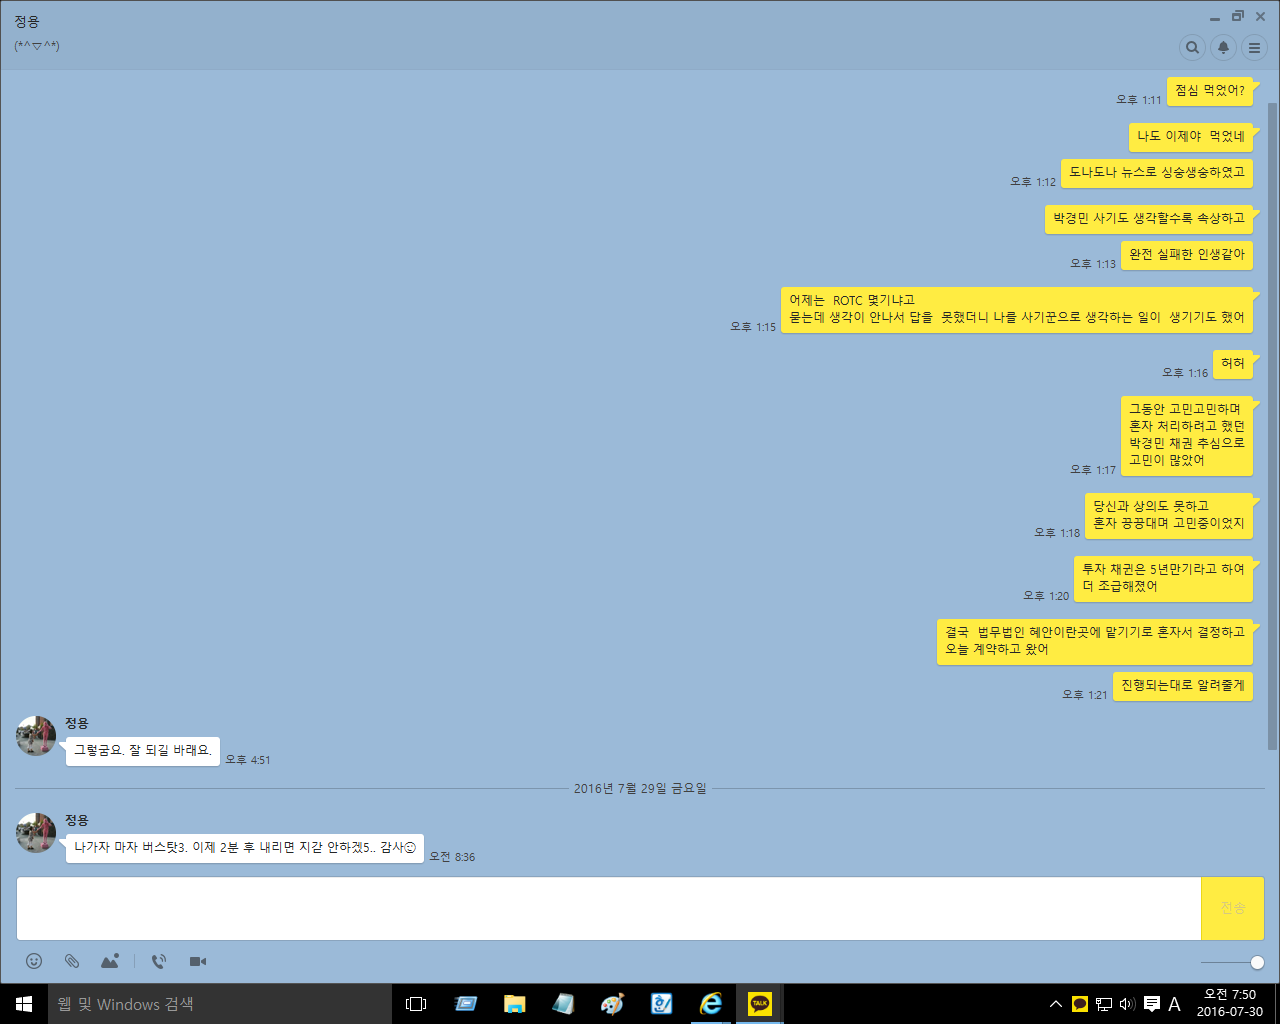 정용
(*^▽^*)
점심 먹었어?
오후 1:11
나도 이제야 먹었네
도나도나 뉴스로 싱숭생숭하였고
오후 1:12
박경민 사기도 생각할수록 속상하고
완전 실패한 인생같아
오후 1:13
어제는 ROTC 몇기냐고
묻는데 생각이 안나서 답을 못했더니 나를 사기꾼으로 생각하는 일이 생기기도 했어
오후 1:15
허허
오후 1:16
그동안 고민고민하며
혼자 처리하려고 했던
박경민 채권 추심으로
고민이 많았어
오후 1:17
당신과 상의도 못하고
혼자 끙끙대며 고민중이었지
오후 1:18
투자 채권은 5년만기라고 하여
더 조급해졌어
오후 1:20
결국 법무법인 혜안이란곳에 맡기기로 혼자서 결정하고
오늘 계약하고 왔어
진행되는대로 알려줄게
오후 1:21
정용
그렇굼요. 잘 되길 바래요.
오후 4:51
2016년 7월 29일 금요일
정용
나가자 마자 버스탓3. 이제 2분 후 내리면 지갇 안하겠5.. 감사
오전 8:36
전송
웹 및 Windows 검색
TALK
A
오전 7:50
2016-07-30